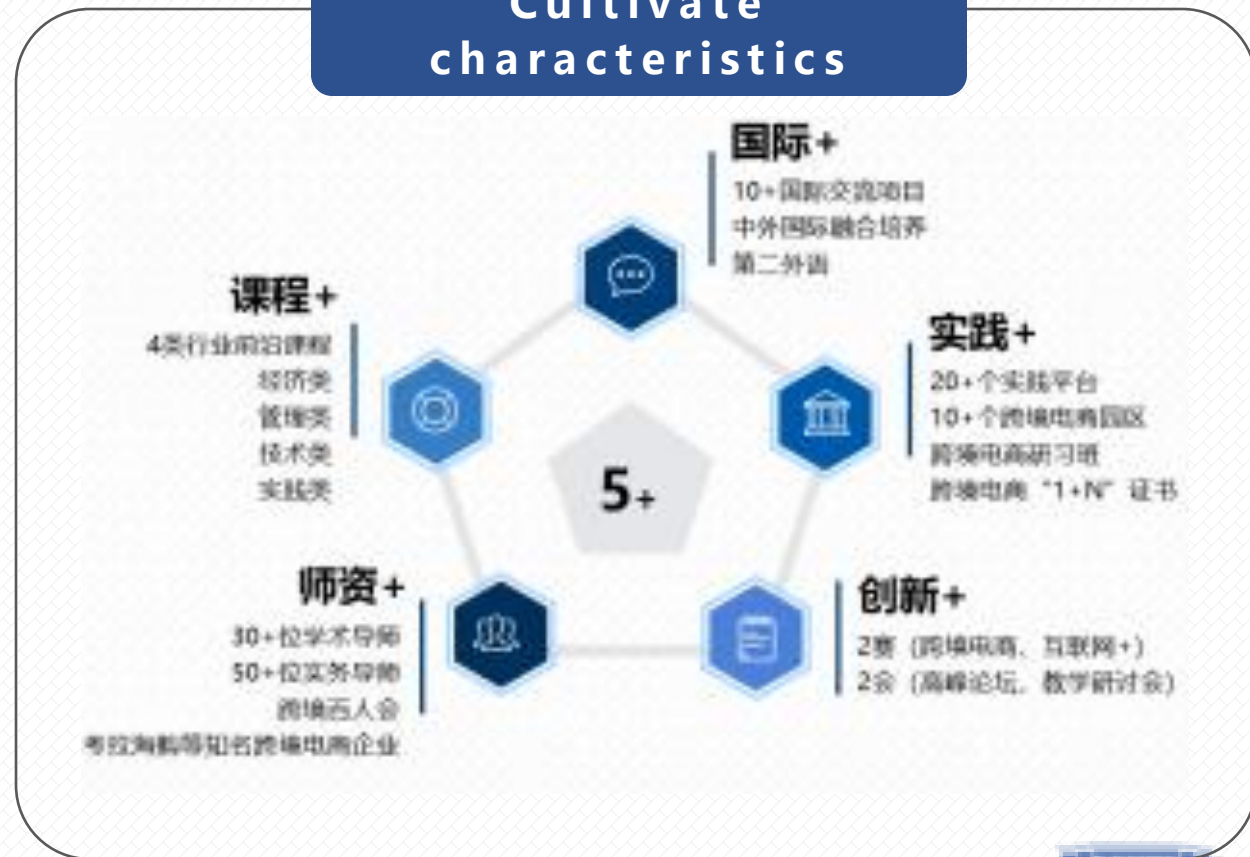 Cultivate
characteristics
国际+
10+国际交流项目
中外国际融合培养
第二外语
课程+
4类行业前沿课程
经济类
管理类
技术类
实践类
实践+
20+个实践平台
10+个跨境电商园区
跨境电商研习班
跨境电商“1+N”证书
5+
师资+
30+位学术导师
50+位实务导师
跨境百人会
考拉海购等知名跨境电商企业
创新+
2赛（跨境电商、互联网+）
2会（高峰论坛、教学研讨会）